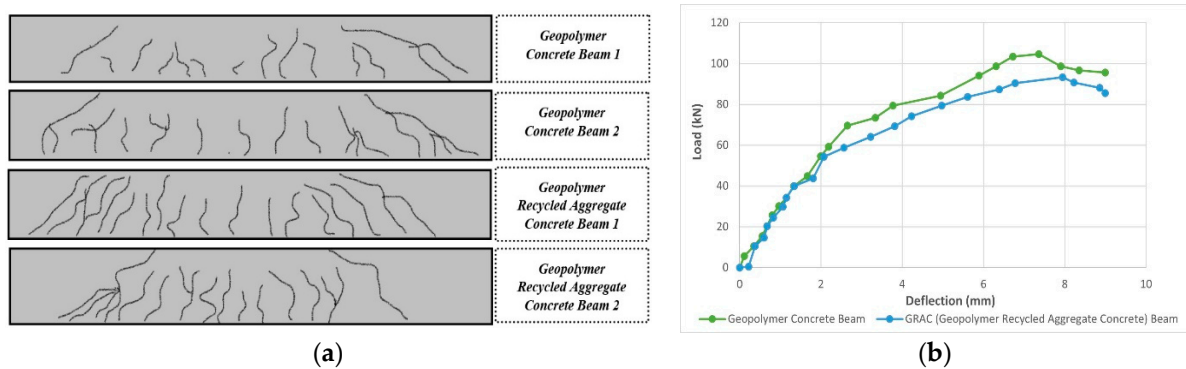 Geopolymer
Concrete Beam 1
Geopolymer
Concrete Beam 2
Geopolymer
Recycled Aggregate
Concrete Beam 1
Geopolymer
Recycled Aggregate
Concrete Beam 2
(a)
120
100
80
60
40
20
0
Load (kN)
0 2 4 6 8 10
Deflection (mm)
Geopolymer Concrete Beam GRAC (Geopolymer Recycled Aggregate Concrete) Beam
(b)